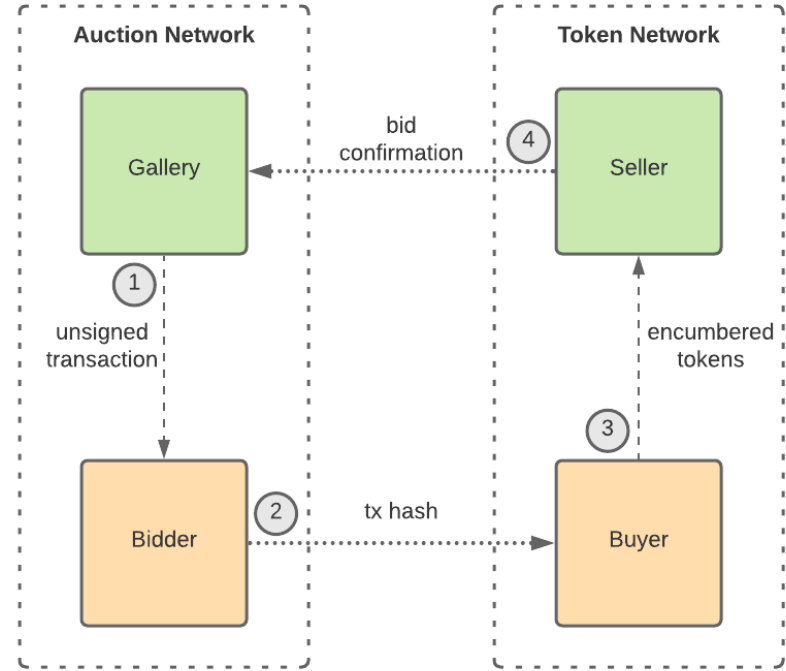 Auction Network
Token Network
Gallery
bid
confirmation
4
Seller
1
unsigned
transaction
encumbered
tokens
3
Bidder
2
tx hash
Buyer